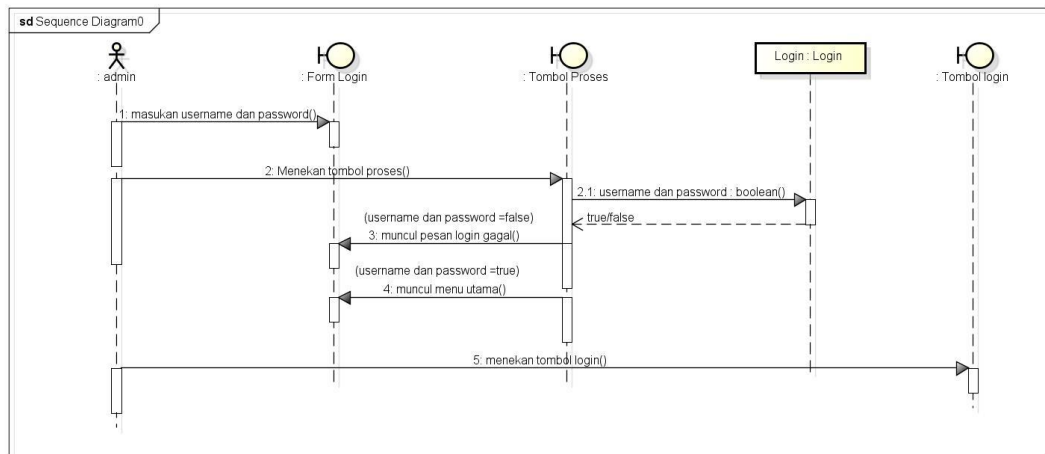 sd Sequence Diagram0
: admin
: Form Login
: Tombol Proses
Login : Login
: Tombol login
1: masukan username dan password()
2: Menekan tombol proses()
2.1: username dan password : boolean()
true/false
(username dan password =false)
3: muncul pesan login gagal()
(username dan password =true)
4: muncul menu utama()
5: menekan tombol login()